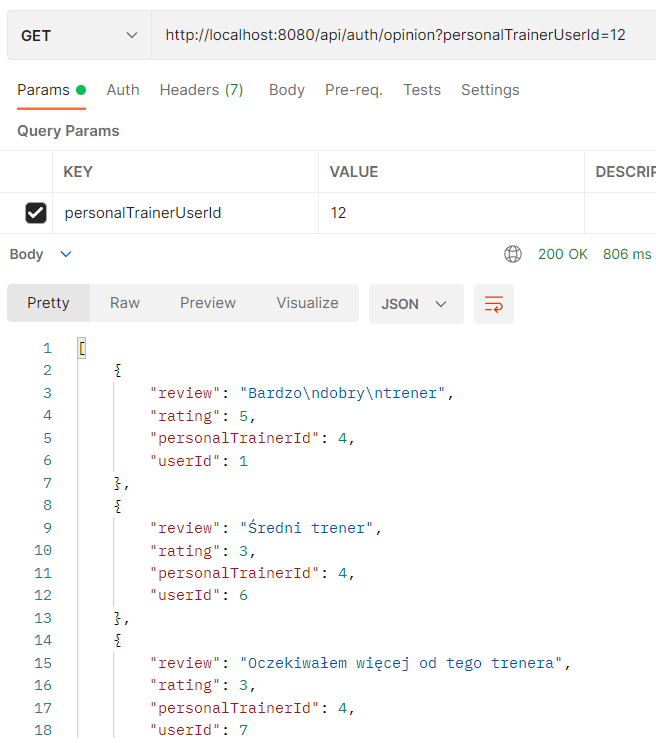 GET http://localhost:8080/api/auth/opinion?personalTrainerUserId=12
Params Auth Headers (7) Body Pre-req. Tests Settings
Query Params
KEY VALUE DESCRIP
personalTrainerUserId 12
Body 200 OK 806 ms
Pretty Raw Preview Visualize JSON
1 [
2 {
3 "review": "Bardzo\ndobry\ntrener",
4 "rating": 5,
5 "personalTrainerId": 4,
6 "userId": 1
7 },
8 {
9 "review": "Średni trener",
10 "rating": 3,
11 "personalTrainerId": 4,
12 "userId": 6
13 },
14 {
15 "review": "Oczekiwałem więcej od tego trenera",
16 "rating": 3,
17 "personalTrainerId": 4,
18 "userId": 7